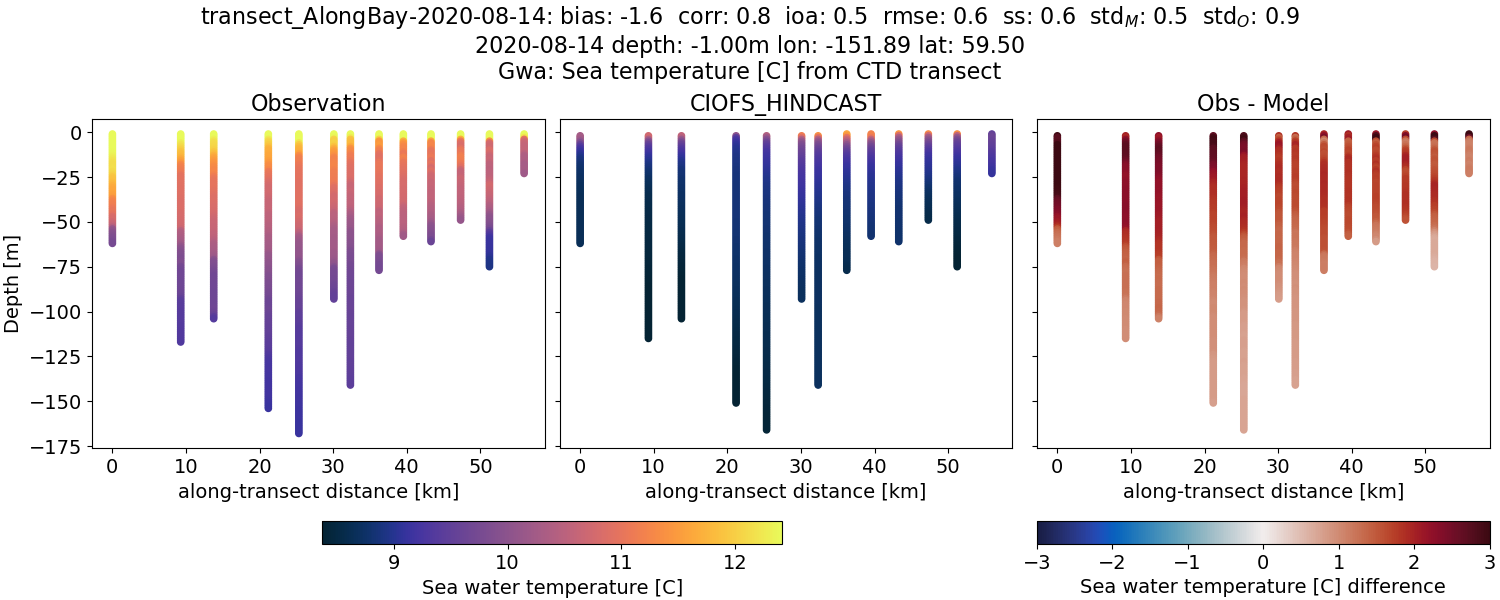 transect_AlongBay-2020-08-14: bias: -1.6  corr: 0.8  ioa: 0.5  rmse: 0.6  ss: 0.6  std_M: 0.5  std_O: 0.9
2020-08-14 depth: -1.00m lon: -151.89 lat: 59.50
Gwa: Sea temperature [C] from CTD transect
Observation
CIOFS_HINDCAST
Obs - Model
Depth [m]
0
−25
−50
−75
−100
−125
−150
−175
0 10 20 30 40 50
along-transect distance [km]
0 10 20 30 40 50
along-transect distance [km]
0 10 20 30 40 50
along-transect distance [km]
9 10 11 12
Sea water temperature [C]
−3 −2 −1 0 1 2 3
Sea water temperature [C] difference